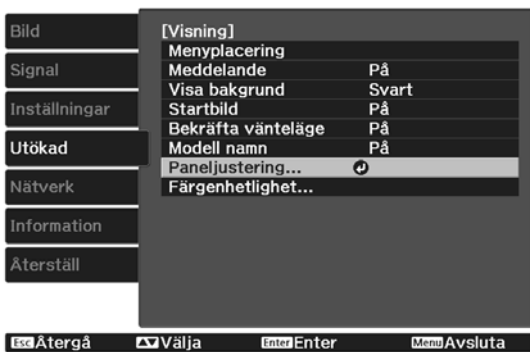 Bild
Signal
Inställningar
Utökad
Nätverk
Information
Återställ
[Visning]
Menyplacering
Meddelande På
Visa bakgrund Svart
Startbild På
Bekräfta vänteläge På
Modell namn På
Paneljustering...
Färgenhetlighet...
Esc Återgå Välja Enter Enter Menu Avsluta